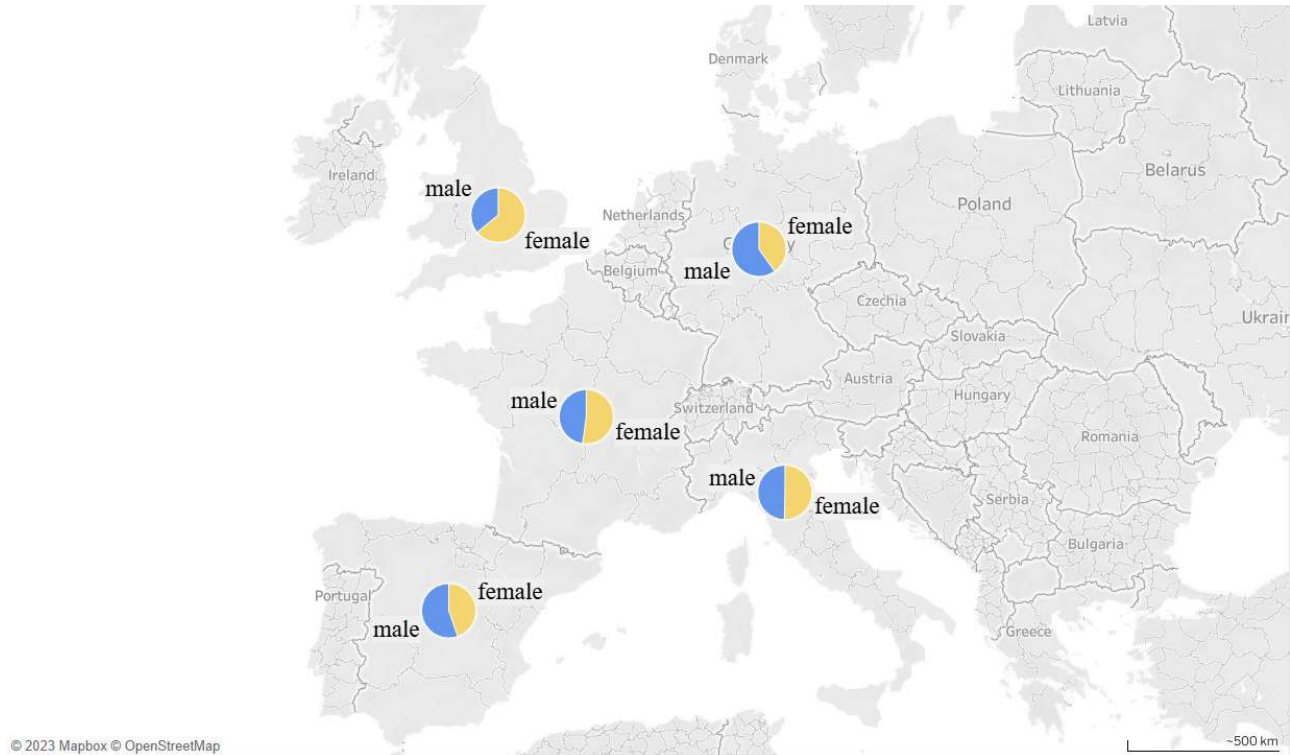 Latvia
Denmark
Lithuania
Ireland
male
female
Belarus
Poland
Netherlands
female
G y
male
Belgium
Czechia
Ukrain
Slovakia
Austria
Hungary
male
female
Switzerland
Romania
male
female
Serbia
Bulgaria
Portugal
female
male
Greece
© 2023 Mapbox © OpenStreetMap
~500 km